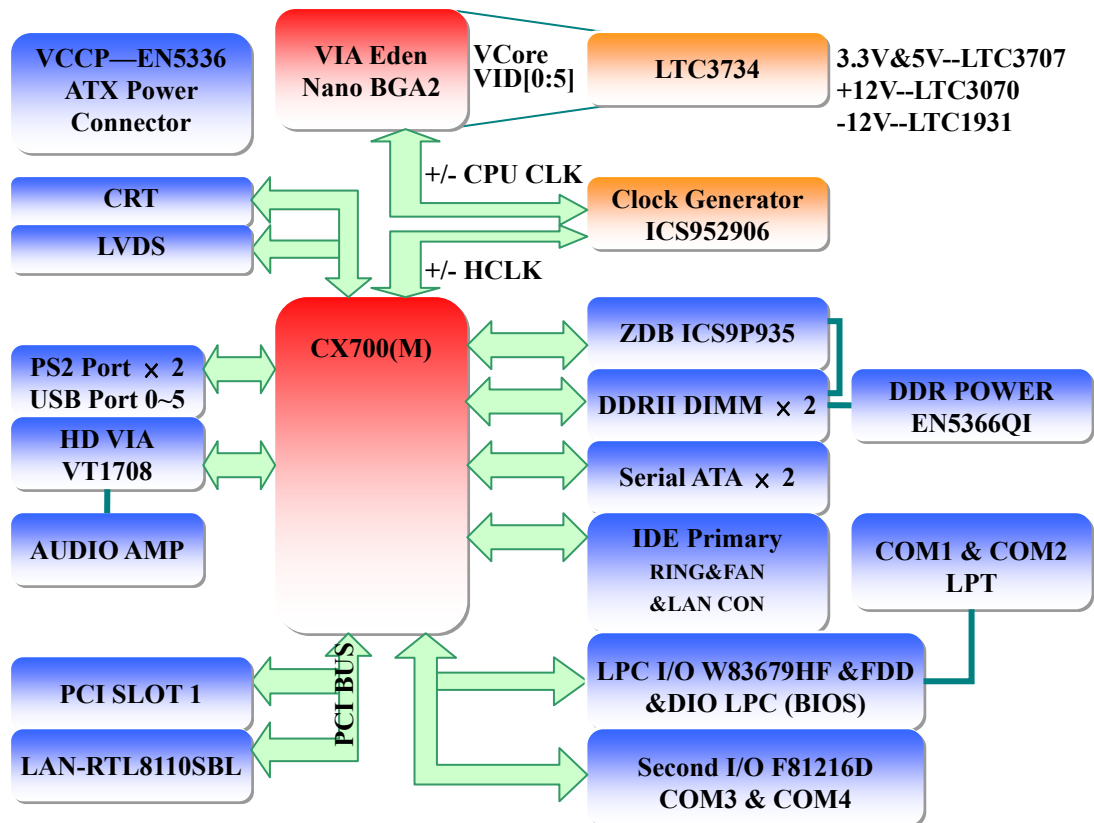 VCCP—EN5336
ATX Power
Connector
VIA Eden
Nano BGA2
VCore
VID[0:5]
LTC3734
3.3V&5V--LTC3707
+12V--LTC3070
-12V--LTC1931
+/- CPU CLK
CRT
LVDS
Clock Generator
ICS952906
+/- HCLK
CX700(M)
ZDB ICS9P935
PS2 Port × 2
USB Port 0~5
DDRII DIMM × 2
DDR POWER
EN5366QI
HD VIA
VT1708
Serial ATA × 2
AUDIO AMP
IDE Primary
RING&FAN
&LAN CON
COM1 & COM2
LPT
PCI BUS
PCI SLOT 1
LPC I/O W83679HF &FDD
&DIO LPC (BIOS)
LAN-RTL8110SBL
Second I/O F81216D
COM3 & COM4